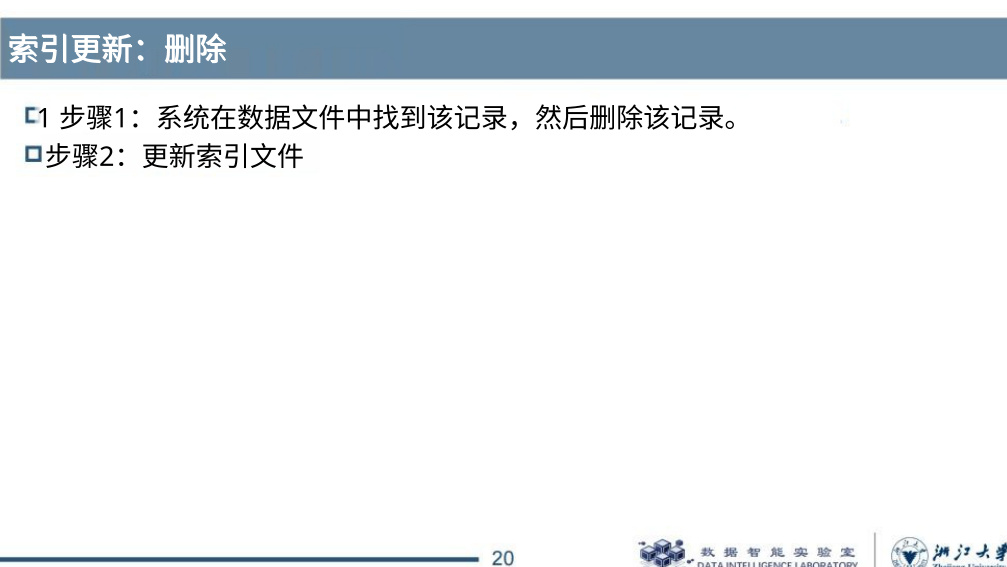 索引更新：删除
1 步骤1：系统在数据文件中找到该记录，然后删除该记录。
步骤2：更新索引文件
20
数据智能实验室
DATA INTELLIGENCE LABORATORY
浙江大学
Zhejiang University